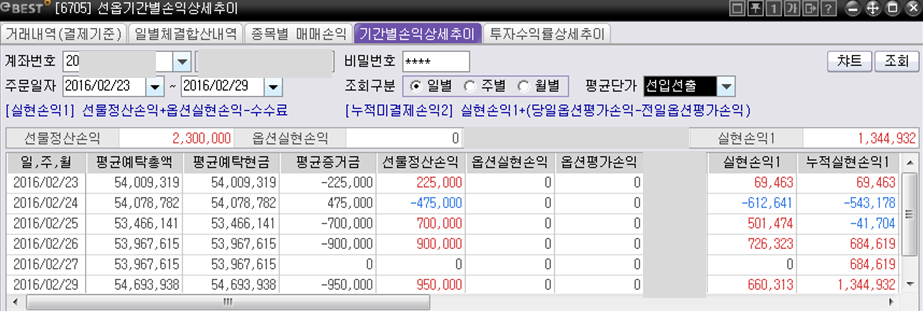 eBEST [6705] 선옵기간별손익상세추이
거래내역(결제기준) 일별체결합산내역 종목별 매매손익 기간별손익상세추이 투자수익률상세추이
계좌번호 20 비밀번호 **** 챠트 조회
주문일자 2016/02/23 ~ 2016/02/29 조회구분 일별 주별 월별 평균단가 선입선출
[실현손익1] 선물정산손익+옵션실현손익-수수료 [누적미결제손익2] 실현손익1+(당일옵션평가손익-전일옵션평가손익)
선물정산손익 2,300,000 옵션실현손익 0 실현손익1 1,344,932
일,주,월 평균예탁총액 평균예탁현금 평균증거금 선물정산손익 옵션실현손익 옵션평가손익 실현손익1 누적실현손익1
2016/02/23 54,009,319 54,009,319 -225,000 225,000 0 0 69,463 69,463
2016/02/24 54,078,782 54,078,782 475,000 -475,000 0 0 -612,641 -543,178
2016/02/25 53,466,141 53,466,141 -700,000 700,000 0 0 501,474 -41,704
2016/02/26 53,967,615 53,967,615 -900,000 900,000 0 0 726,323 684,619
2016/02/27 53,967,615 53,967,615 0 0 0 0 0 684,619
2016/02/29 54,693,938 54,693,938 -950,000 950,000 0 0 660,313 1,344,932